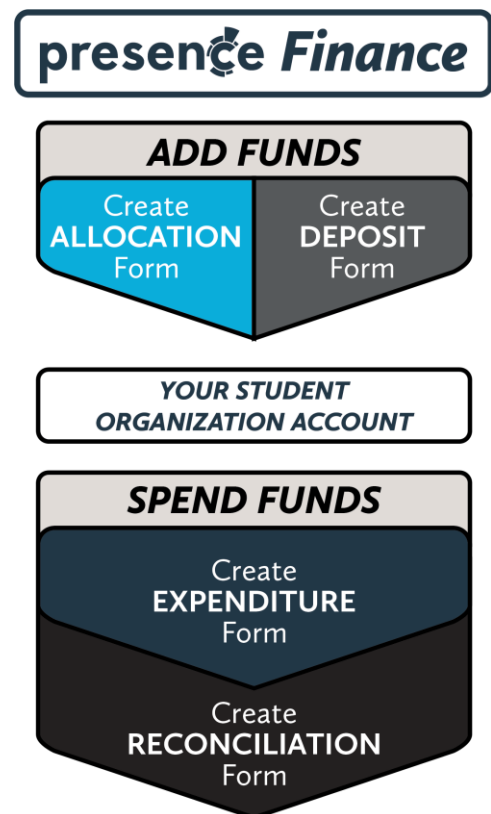 presence Finance
ADD FUNDS
Create
ALLOCATION
Form
Create
DEPOSIT
Form
YOUR STUDENT
ORGANIZATION ACCOUNT
SPEND FUNDS
Create
EXPENDITURE
Form
Create
RECONCILIATION
Form